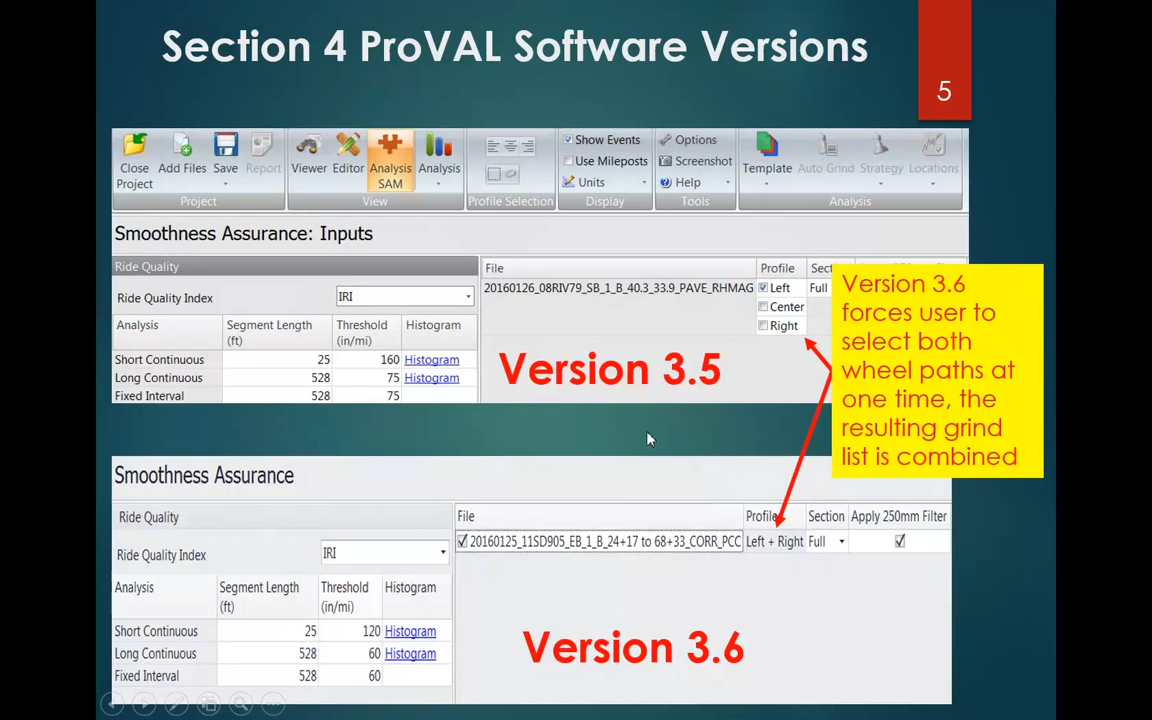 Section 4 ProVAL Software Versions
5
Close Project
Add Files
Save
Report
Viewer
Editor
Analysis SAM
Analysis
Show Events
Use Mileposts
Units
Options
Screenshot
Help
Template
Auto Grind
Strategy
Locations
Project
View
Profile Selection
Display
Tools
Analysis
Smoothness Assurance: Inputs
Ride Quality
Ride Quality Index IRI
Analysis Segment Length (ft) Threshold (in/mi) Histogram
Short Continuous 25 160 Histogram
Long Continuous 528 75 Histogram
Fixed Interval 528 75
File Profile
20160126_08RIV79_SB_1_B_40.3_33.9_PAVE_RHMAG Left Full
Center
Right
Version 3.5
Version 3.6
forces user to
select both
wheel paths at
one time, the
resulting grind
list is combined
Smoothness Assurance
Ride Quality
Ride Quality Index IRI
Analysis Segment Length (ft) Threshold (in/mi) Histogram
Short Continuous 25 120 Histogram
Long Continuous 528 60 Histogram
Fixed Interval 528 60
File Profile Section Apply 250mm Filter
20160125_11SD905_EB_1_B_24+17 to 68+33_CORR_PCC Left + Right Full
Version 3.6